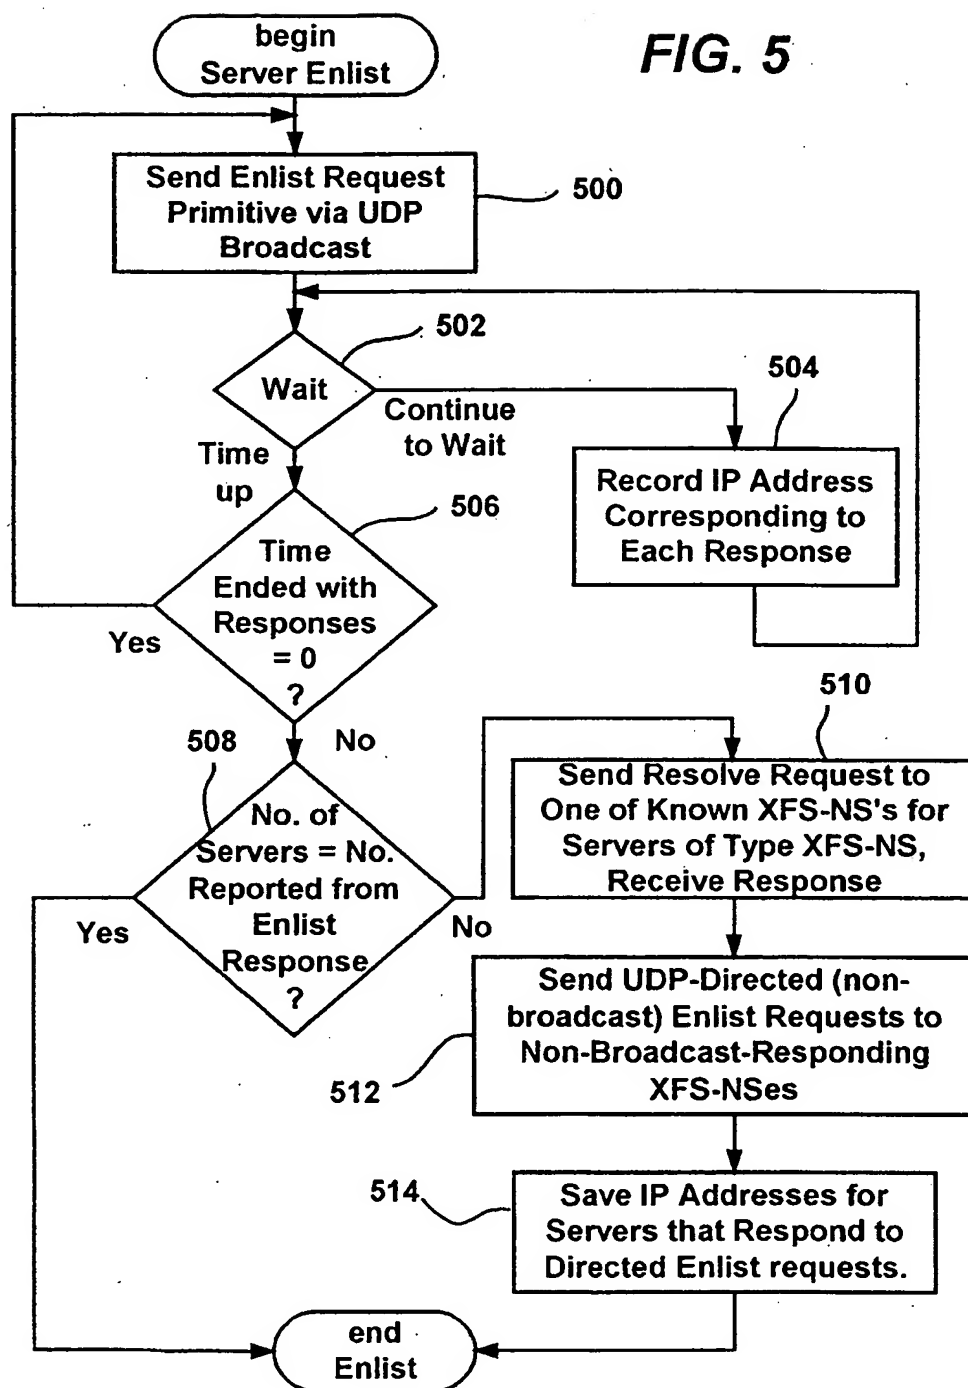 begin
Server Enlist
FIG. 5
Send Enlist Request
Primitive via UDP
Broadcast
500
502
Wait
Continue
to Wait
504
Record IP Address
Corresponding to
Each Response
Time
up
506
Time
Ended with
Responses
= 0
?
Yes
No
508
No. of
Servers = No.
Reported from
Enlist
Response
?
Yes
No
510
Send Resolve Request to
One of Known XFS-NS's for
Servers of Type XFS-NS,
Receive Response
Send UDP-Directed (non-
broadcast) Enlist Requests to
Non-Broadcast-Responding
XFS-NSes
512
514
Save IP Addresses for
Servers that Respond to
Directed Enlist requests.
end
Enlist